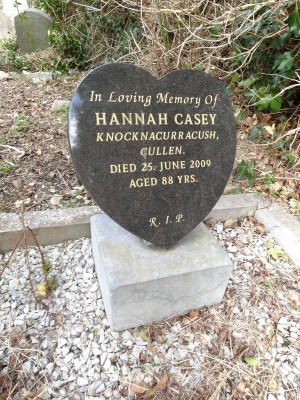 In Loving Memory Of
HANNAH CASEY
KNOCKNACURRACUSH,
CULLEN.
DIED 25. JUNE 2009
AGED 88 YRS.
R. I. P.